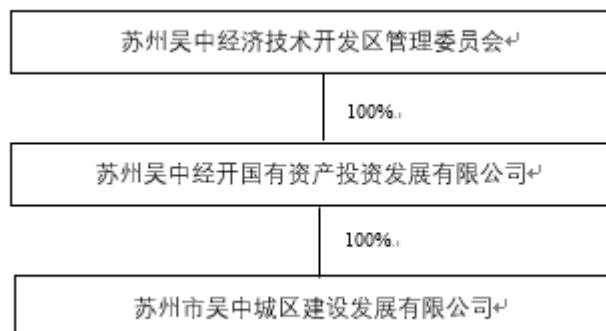 苏州吴中经济技术开发区管理委员会
100%
苏州吴中经开国有资产投资发展有限公司
100%
苏州市吴中城区建设发展有限公司